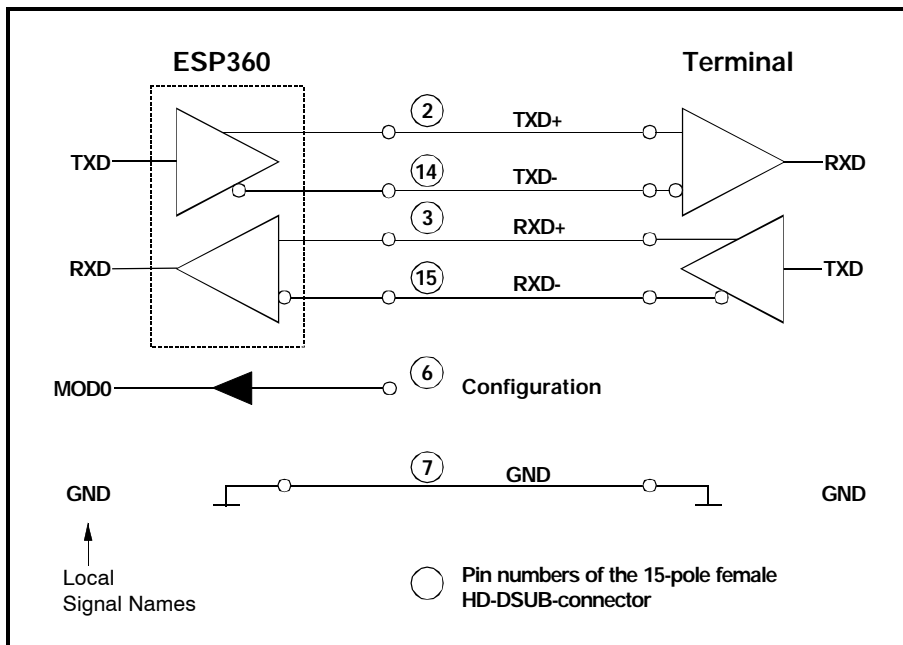 ESP360
Terminal
2
TXD+
TXD
RXD
14
TXD-
3
RXD+
RXD
TXD
15
RXD-
6
MOD0
Configuration
7
GND
GND
GND
Local
Signal Names
Pin numbers of the 15-pole female
HD-DSUB-connector